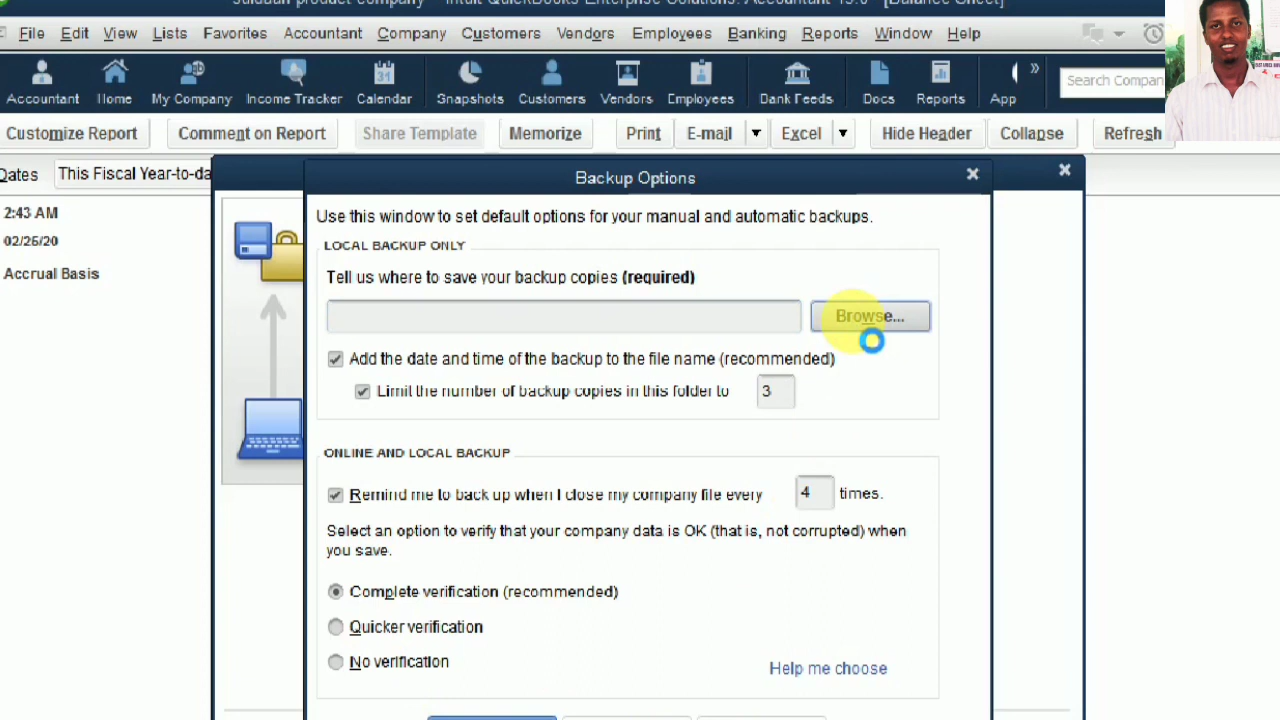 File Edit View Lists Favorites Accountant Company Customers Vendors Employees Banking Reports Window Help
Accountant Home My Company Income Tracker Calendar Snapshots Customers Vendors Employees Bank Feeds Docs Reports App » Search Compan
Customize Report Comment on Report Share Template Memorize Print E-mail Excel Hide Header Collapse Refresh
Dates This Fiscal Year-to-da
Backup Options
2:43 AM
02/25/20
Accrual Basis
Use this window to set default options for your manual and automatic backups.
LOCAL BACKUP ONLY
Tell us where to save your backup copies (required)
Browse...
Add the date and time of the backup to the file name (recommended)
Limit the number of backup copies in this folder to 3
ONLINE AND LOCAL BACKUP
Remind me to back up when I close my company file every 4 times.
Select an option to verify that your company data is OK (that is, not corrupted) when
you save.
Complete verification (recommended)
Quicker verification
No verification
Help me choose